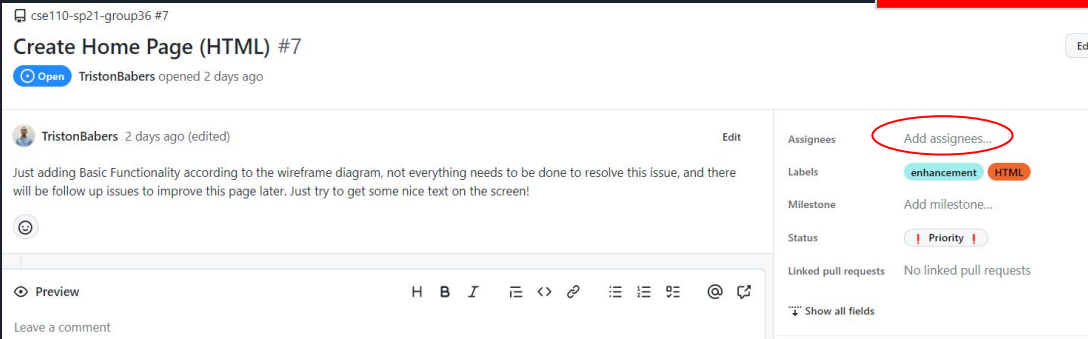 cse110-sp21-group36 #7
Create Home Page (HTML) #7
Open TristonBabers opened 2 days ago
TristonBabers 2 days ago (edited)
Edit
Just adding Basic Functionality according to the wireframe diagram, not everything needs to be done to resolve this issue, and there
will be follow up issues to improve this page later. Just try to get some nice text on the screen!
Preview
H B I
Leave a comment
Assignees Add assignees...
Labels enhancement HTML
Milestone Add milestone...
Status ❗ Priority ❗
Linked pull requests No linked pull requests
Show all fields